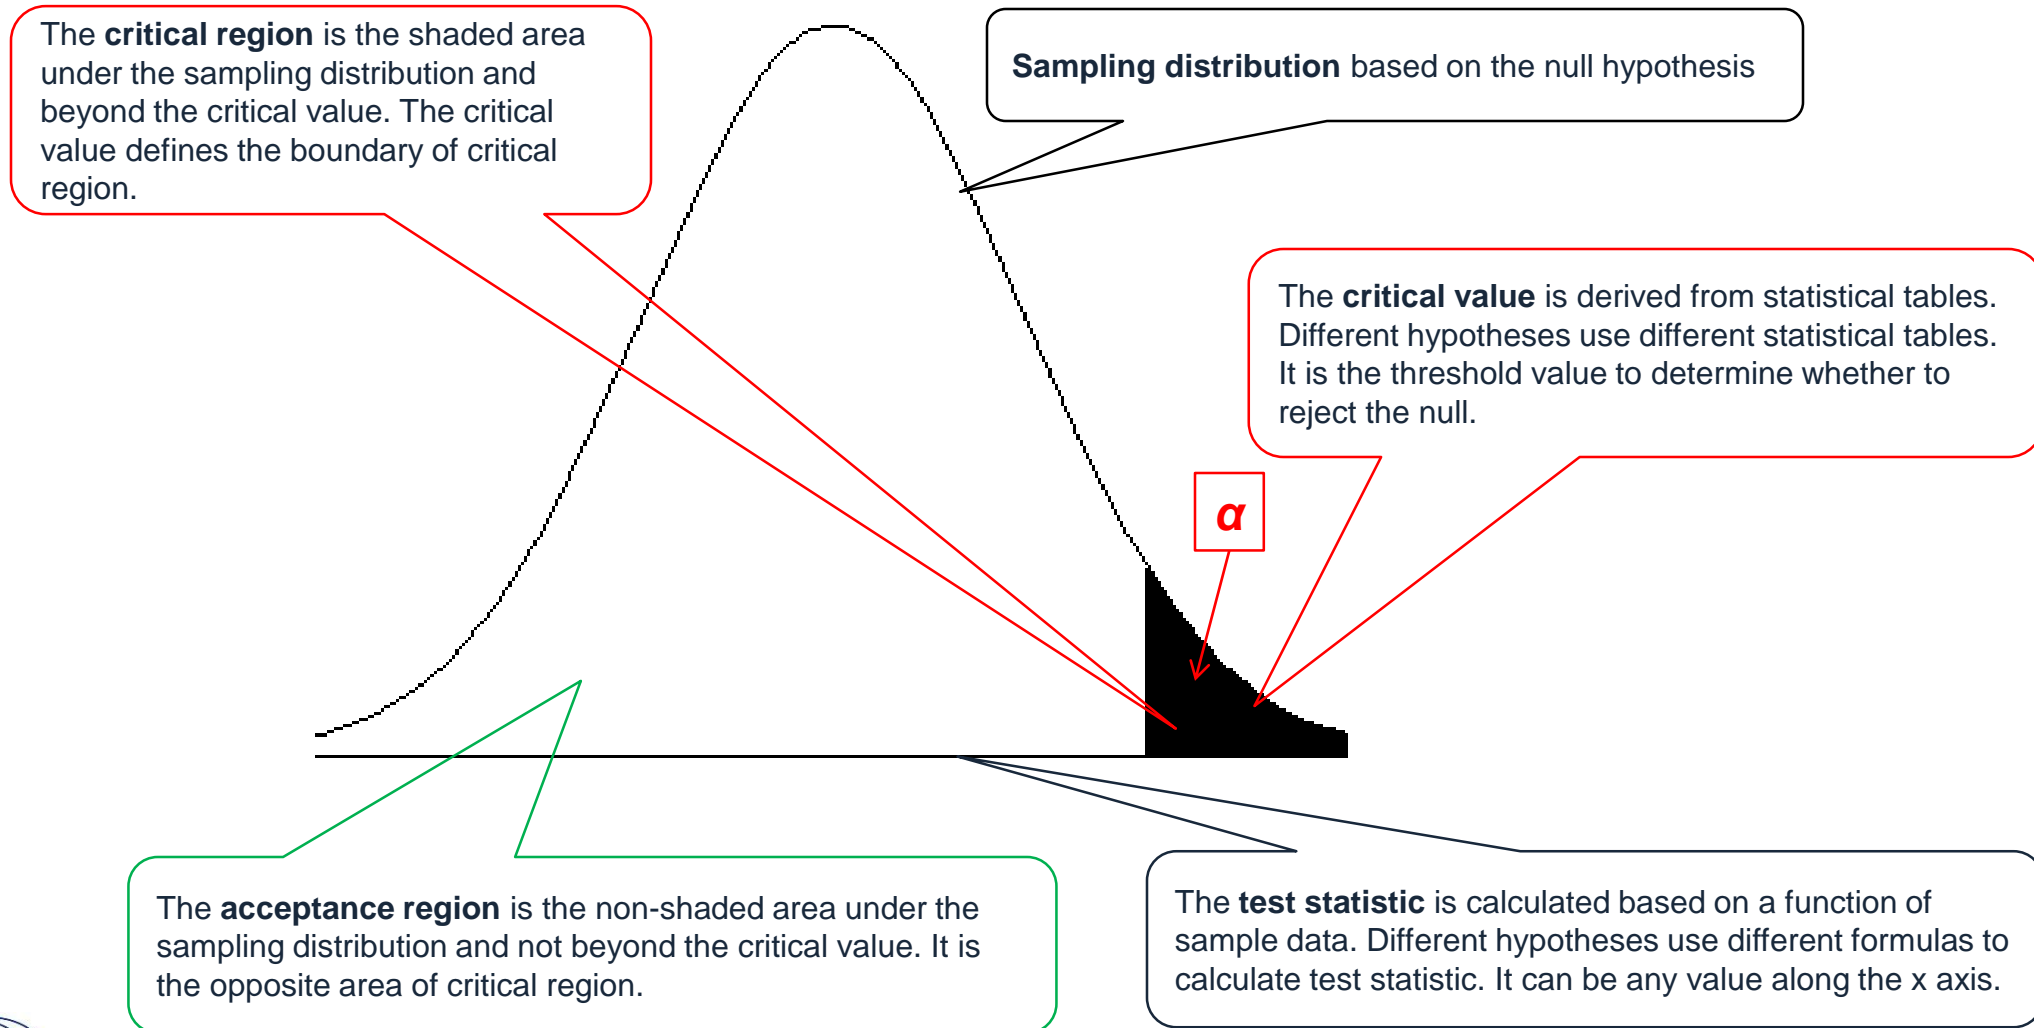 The critical region is the shaded area
under the sampling distribution and
beyond the critical value. The critical
value defines the boundary of critical
region.
Sampling distribution based on the null hypothesis
The critical value is derived from statistical tables.
Different hypotheses use different statistical tables.
It is the threshold value to determine whether to
reject the null.
α
The acceptance region is the non-shaded area under the
sampling distribution and not beyond the critical value. It is
the opposite area of critical region.
The test statistic is calculated based on a function of
sample data. Different hypotheses use different formulas to
calculate test statistic. It can be any value along the x axis.